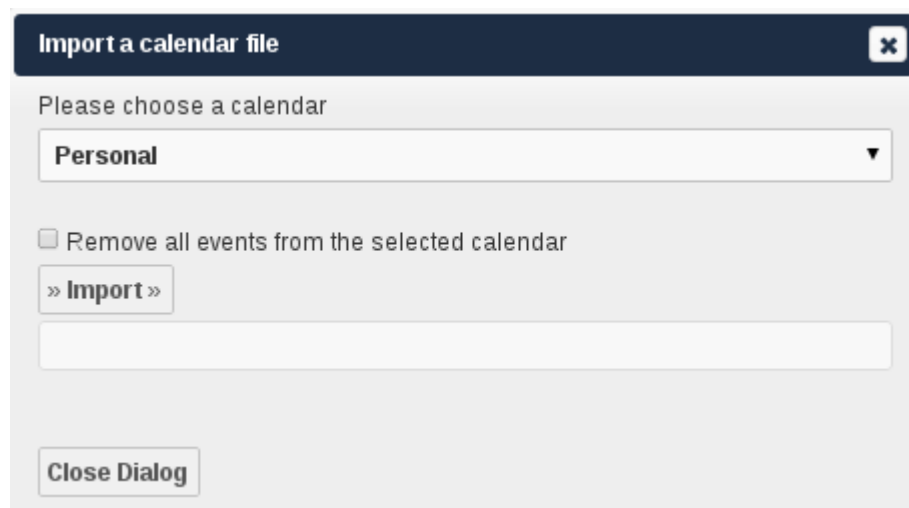 Import a calendar file
Please choose a calendar
Personal
Remove all events from the selected calendar
» Import »
Close Dialog